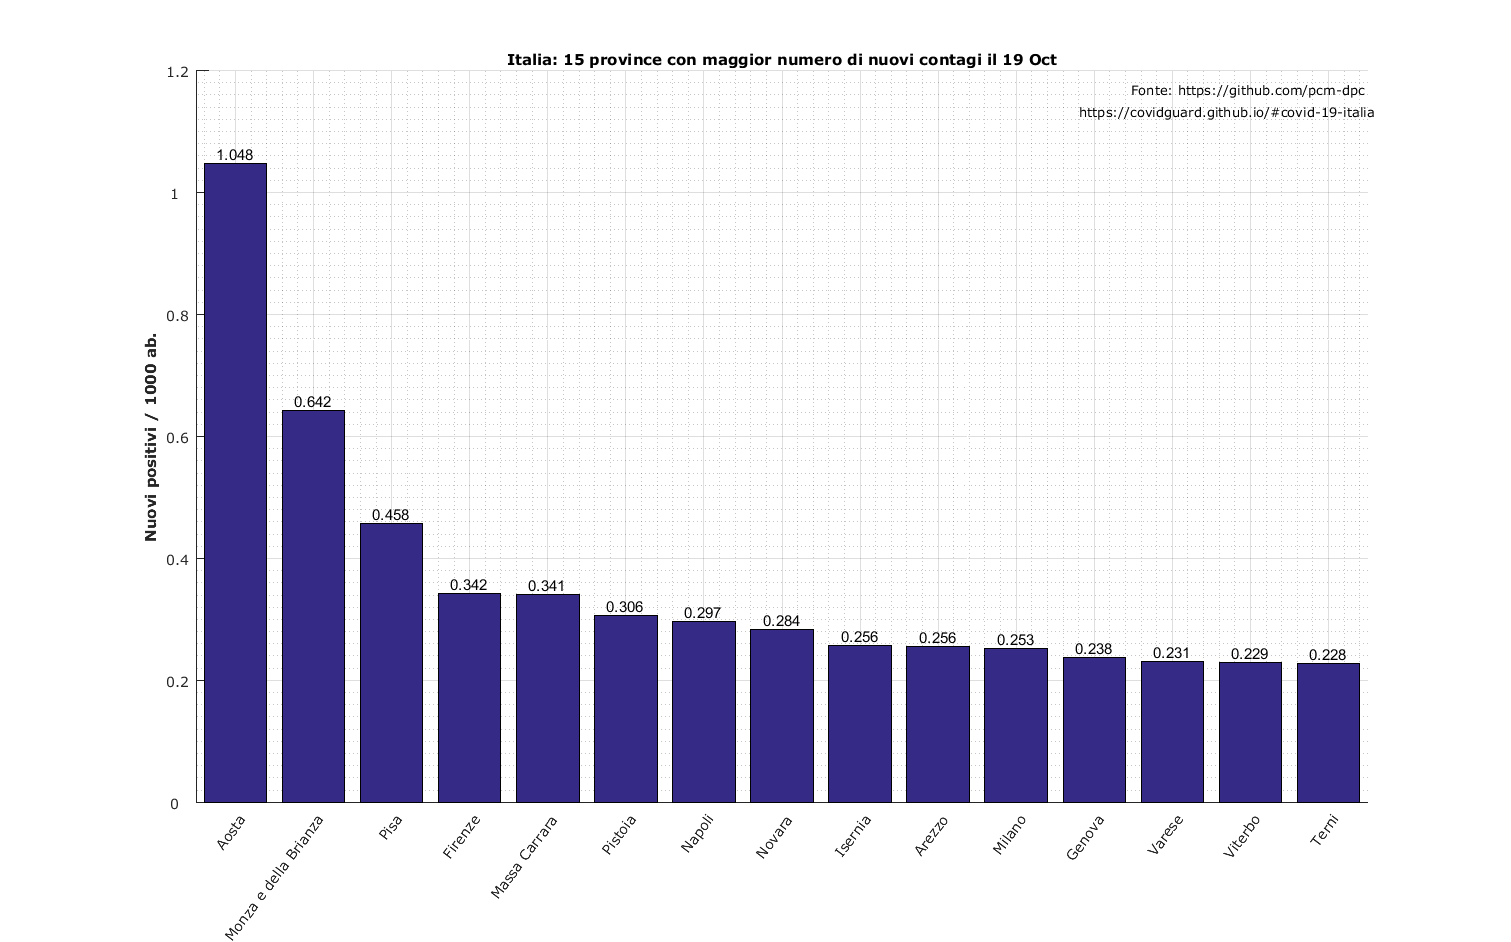 Italia: 15 province con maggior numero di nuovi contagi il 19 Oct
Fonte: https://github.com/pcm-dpc
https://covidguard.github.io/#covid-19-italia
Nuovi positivi / 1000 ab.
1.2
1
0.8
0.6
0.4
0.2
0
1.048
0.642
0.458
0.342
0.341
0.306
0.297
0.284
0.256
0.256
0.253
0.238
0.231
0.229
0.228
Aosta
Monza e della Brianza
Pisa
Firenze
Massa Carrara
Pistoia
Napoli
Novara
Isernia
Arezzo
Milano
Genova
Varese
Viterbo
Terni